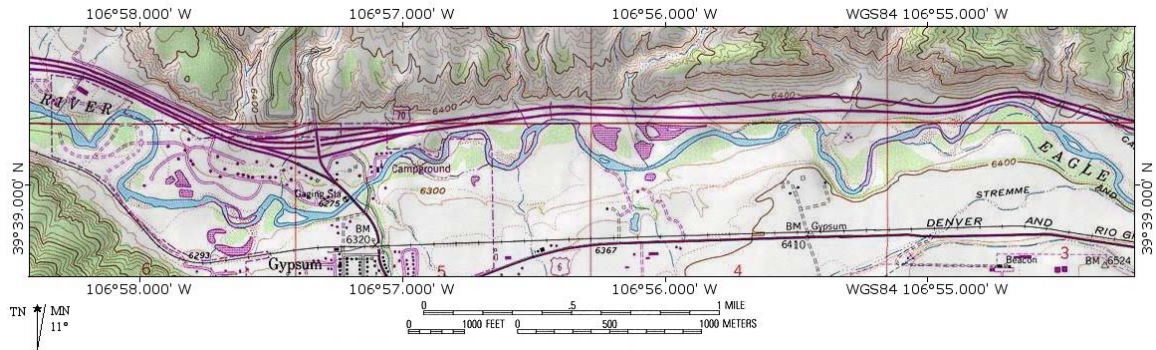 106°58.000' W 106°57.000' W 106°56.000' W WGS84 106°55.000' W
39°39.000' N
39°39.000' N
RIVER
6400
70
6400
6400
Campground
6300
Gaging Sta
6275
BM
6320
6293
Gypsum
6
5
6
6367
BM
Gypsum
6410
4
6400
EAGLE
STREMME
AND
DENVER AND
RIO G
Beacon
3
BM 6524
106°58.000' W 106°57.000' W 106°56.000' W WGS84 106°55.000' W
TN MN
11°
0 .5 1 MILE
0 1000 FEET 0 500 1000 METERS